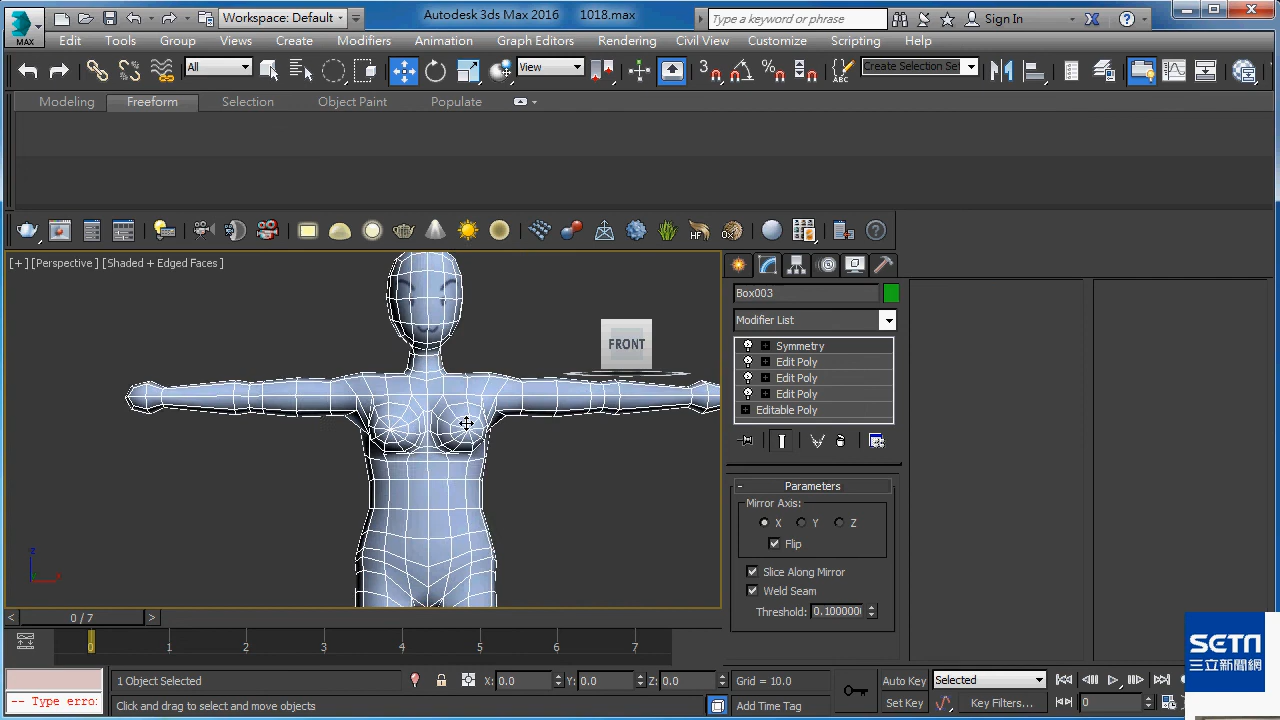 Workspace: Default
Autodesk 3ds Max 2016 1018.max
Type a keyword or phrase
Sign In
MAX
Edit Tools Group Views Create Modifiers Animation Graph Editors Rendering Civil View Customize Scripting Help
All
View
3
Create Selection Se
Modeling Freeform Selection Object Paint Populate
HF
[+] [Perspective] [Shaded + Edged Faces]
FRONT
Box003
Modifier List
Symmetry
Edit Poly
Edit Poly
Edit Poly
Editable Poly
Parameters
Mirror Axis:
X Y Z
Flip
Slice Along Mirror
Weld Seam
Threshold: 0.100000
z
0 / 7
0 1 2 3 4 5 6 7
SETN
三立新聞網
1 Object Selected
X: 0.0 Y: 0.0 Z: 0.0
Grid = 10.0
Auto Key
Selected
-- Type erro:
Click and drag to select and move objects
Add Time Tag
Set Key
Key Filters...
0